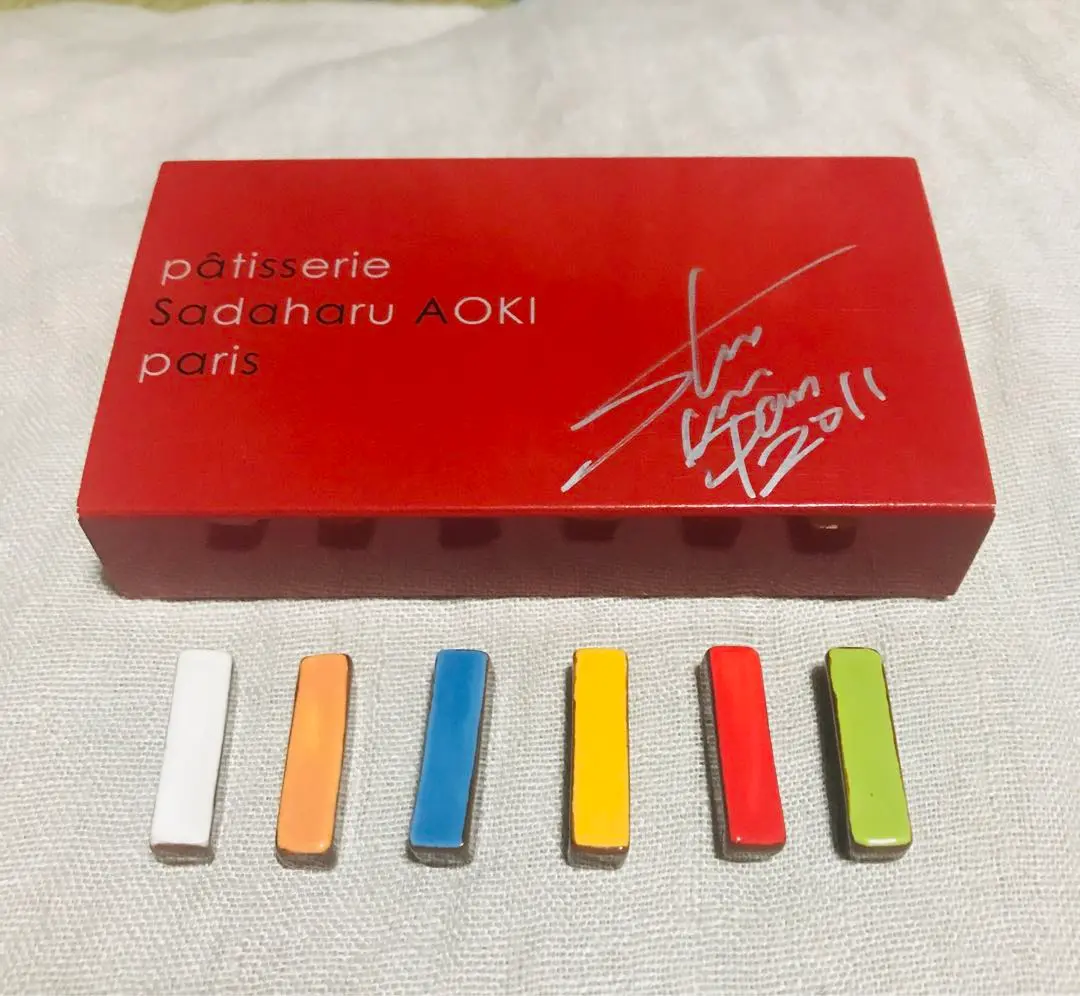 pâtisserie
Sadaharu AOKI
paris
2011